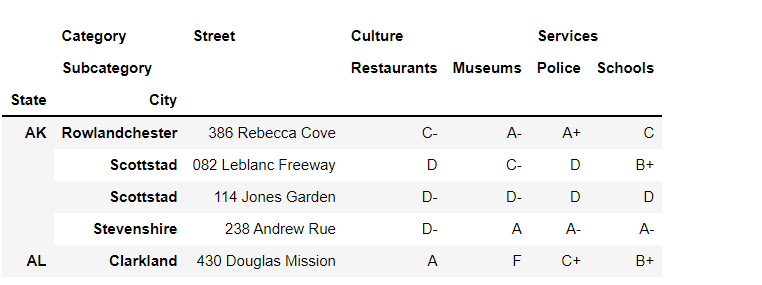 Category Street Culture Services
Subcategory Restaurants Museums Police Schools
State City
AK Rowlandchester 386 Rebecca Cove C- A- A+ C
Scottstad 082 Leblanc Freeway D C- D B+
Scottstad 114 Jones Garden D- D- D D
Stevenshire 238 Andrew Rue D- A A- A-
AL Clarkland 430 Douglas Mission A F C+ B+